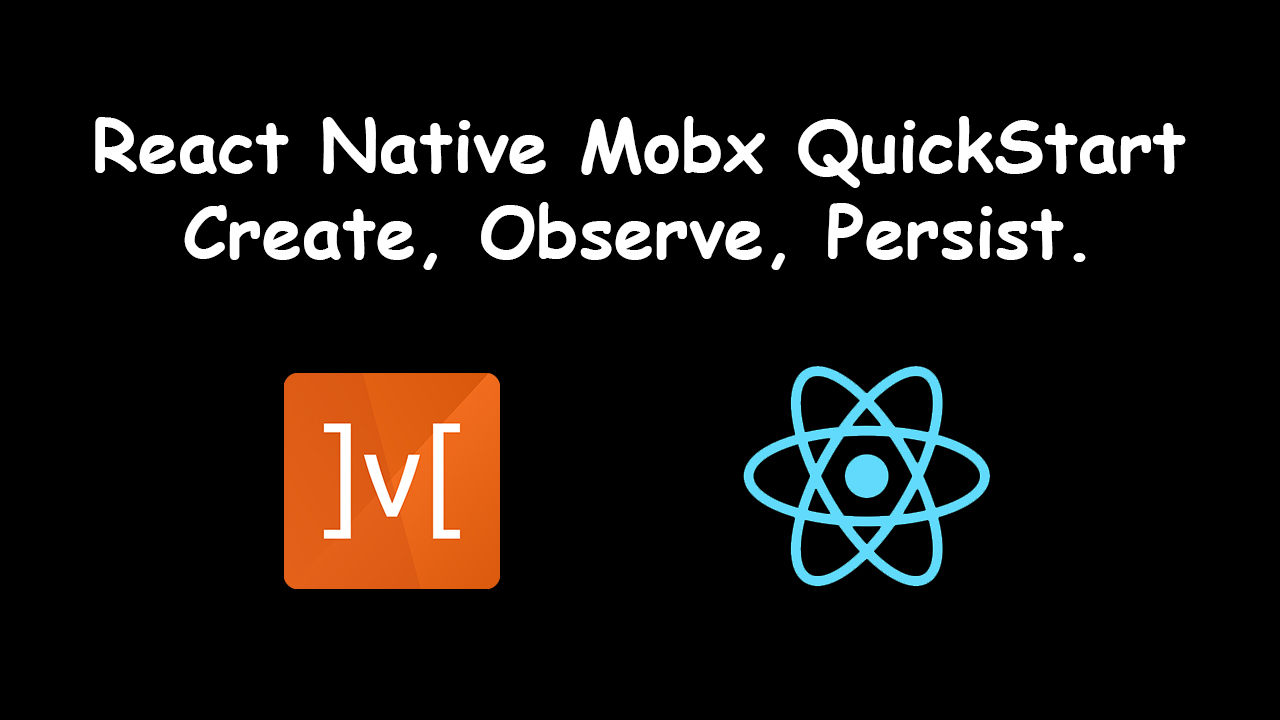 React Native Mobx QuickStart
Create, Observe, Persist.
]v[